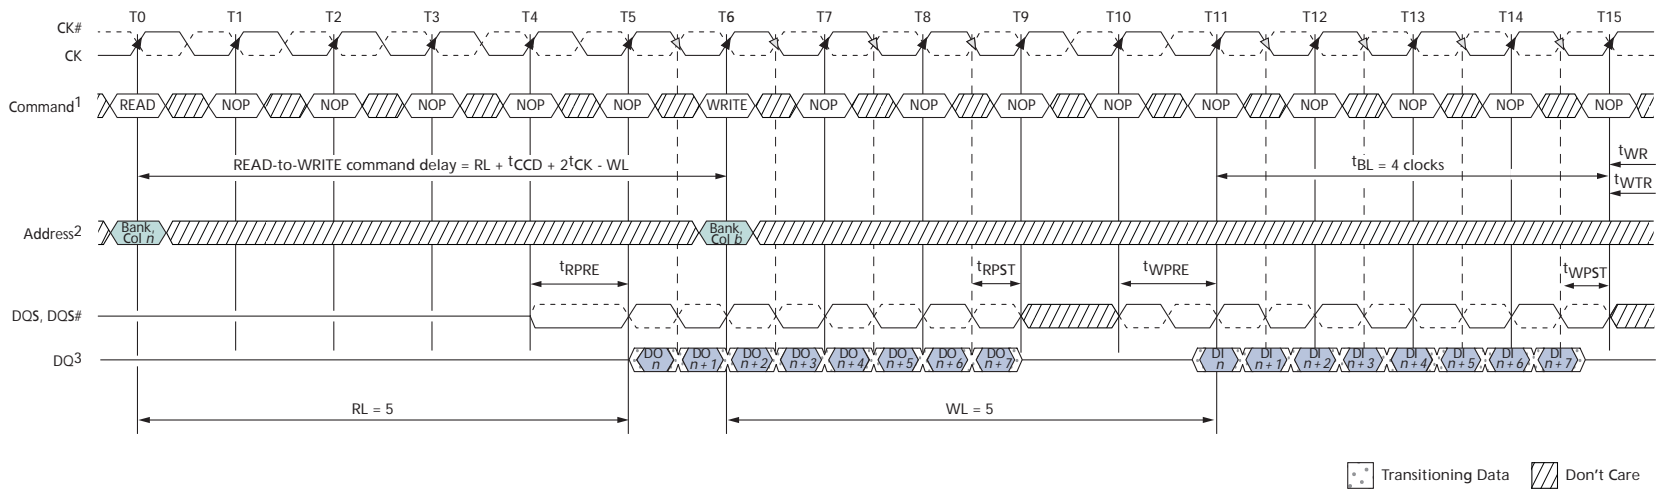 T0 T1 T2 T3 T4 T5 T6 T7 T8 T9 T10 T11 T12 T13 T14 T15
CK#
CK
Command1 READ NOP NOP NOP NOP NOP WRITE NOP NOP NOP NOP NOP NOP NOP NOP NOP
READ-to-WRITE command delay = RL + tCCD + 2tCK - WL
tBL = 4 clocks
tWR
tWTR
Address2
Bank, Col n
Bank, Col b
tRPRE tRPST tWPRE tWPST
DQS, DQS#
DQ3
DO n
DO n + 1
DO n + 2
DO n + 3
DO n + 4
DO n + 5
DO n + 6
DO n + 7
DI n
DI n + 1
DI n + 2
DI n + 3
DI n + 4
DI n + 5
DI n + 6
DI n + 7
RL = 5 WL = 5
Transitioning Data Don't Care